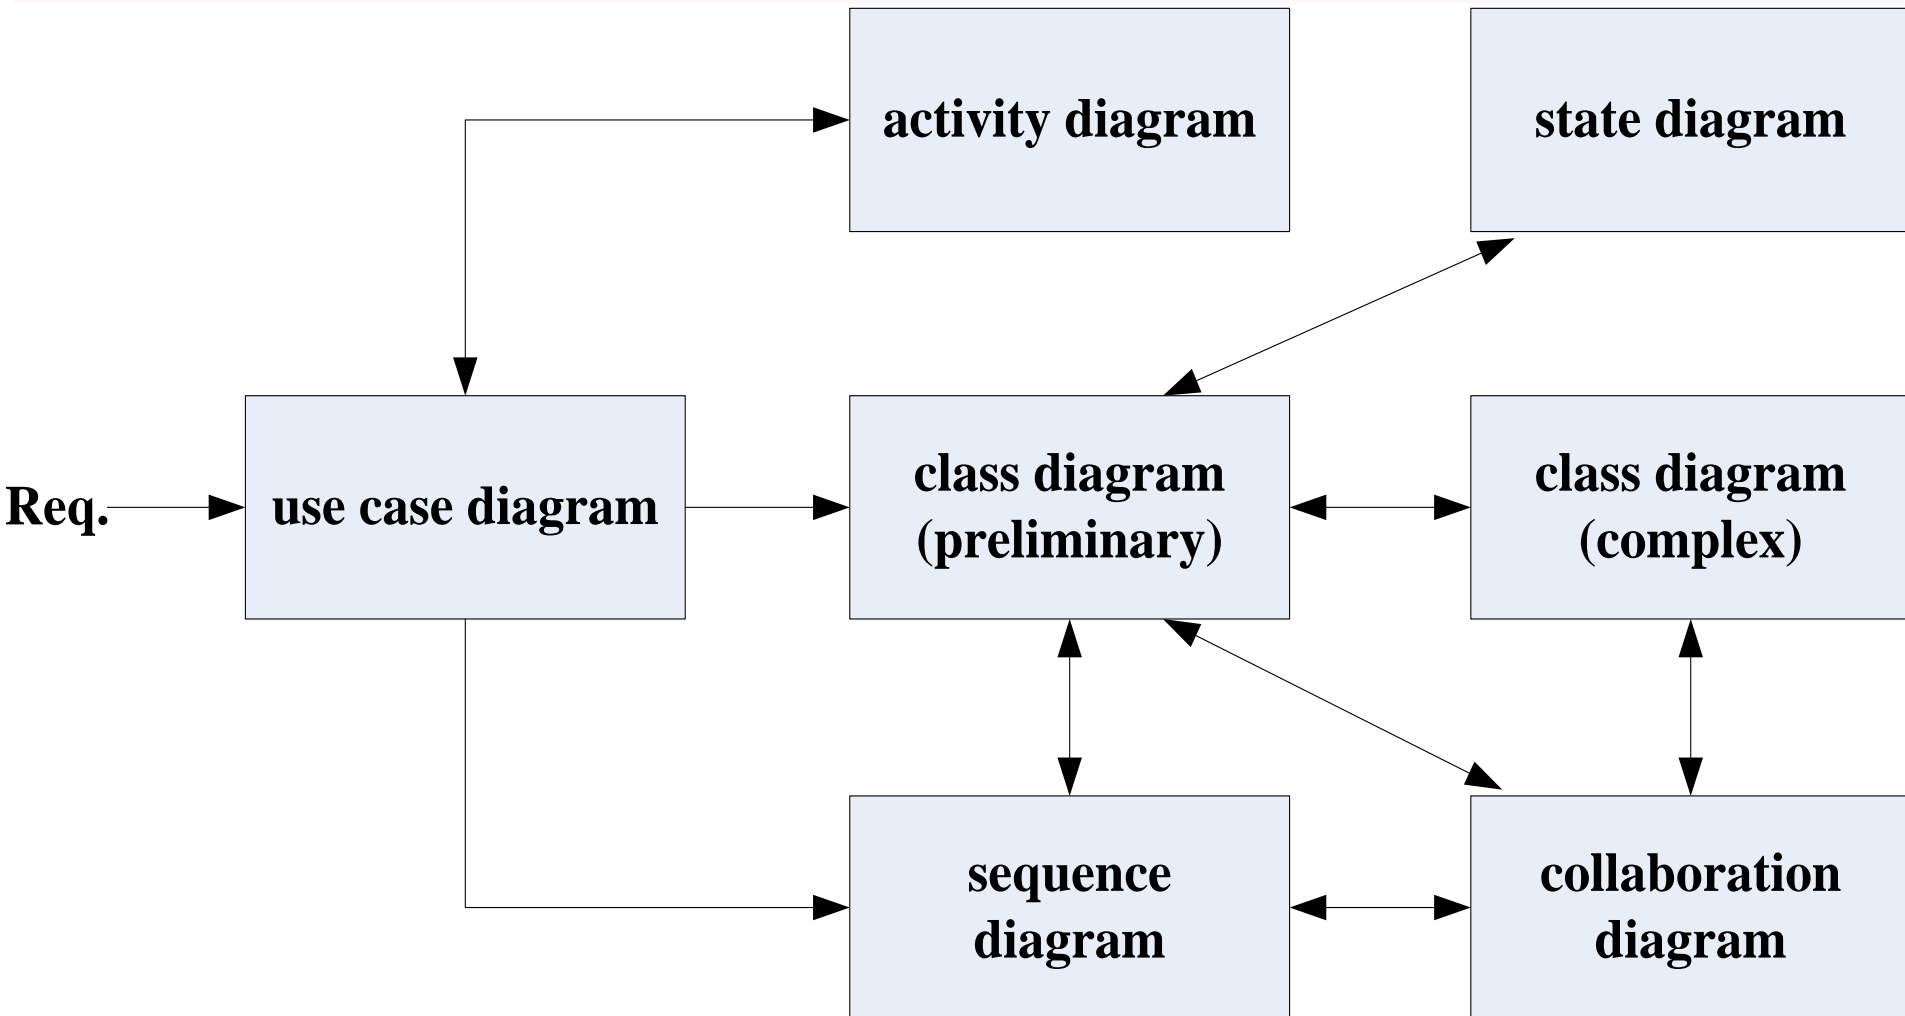 activity diagram
state diagram
Req.
use case diagram
class diagram
(preliminary)
class diagram
(complex)
sequence
diagram
collaboration
diagram